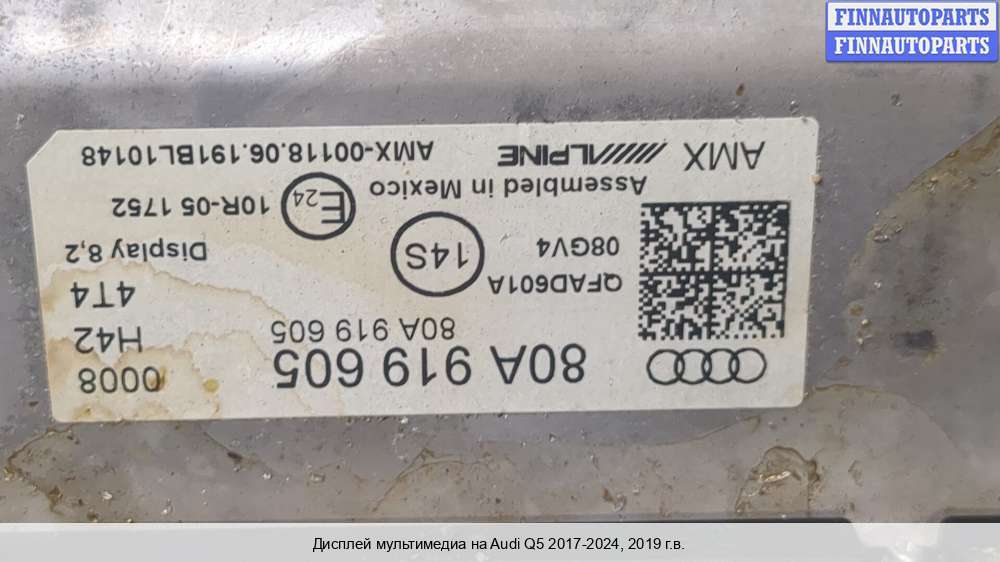 FINNAUTOPARTS
FINNAUTOPARTS
80A 919 605
0008
80A 919 605
H42
4T4
QFAD601A
14S
Display 8,2
08GV4
E24
10R-05 1752
Assembled in Mexico
AMX
ALPINE
AMX-00118.06.191BL10148
Дисплей мультимедиа на Audi Q5 2017-2024, 2019 г.в.